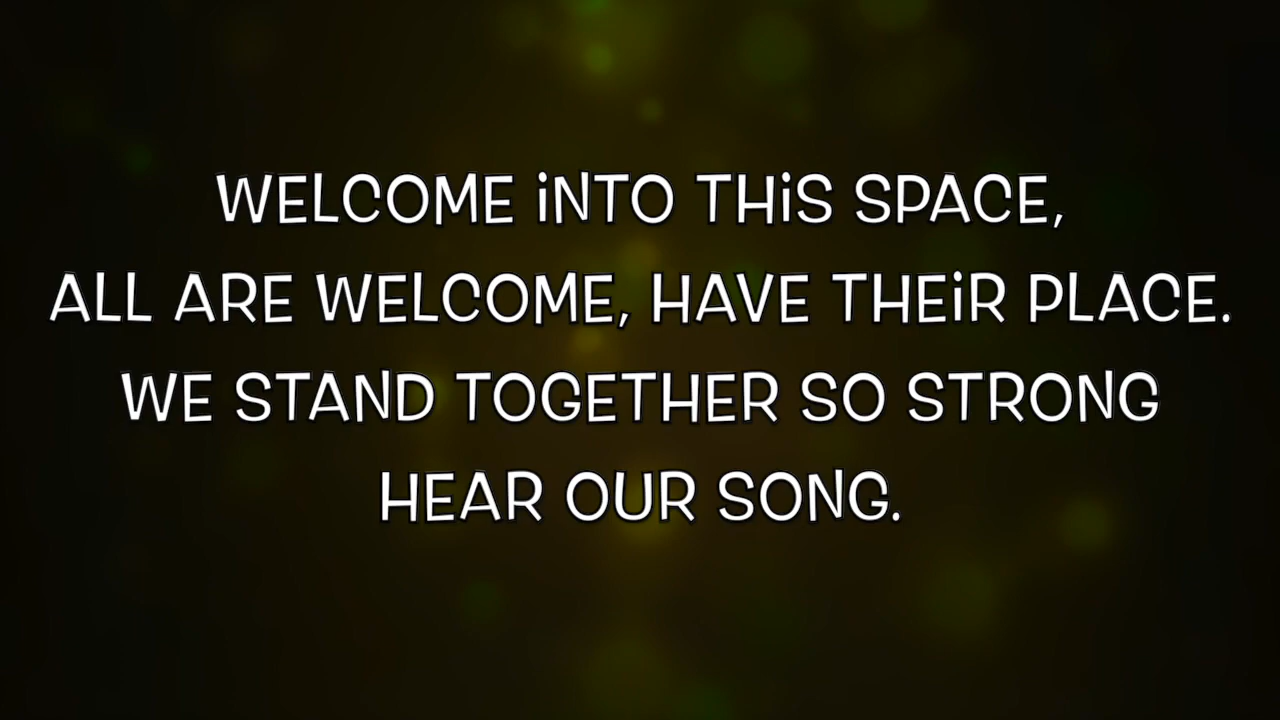 WELCOME iNTO THiS SPACE,
ALL ARE WELCOME, HAVE THEiR PLACE.
WE STAND TOGETHER SO STRONG
HEAR OUR SONG.